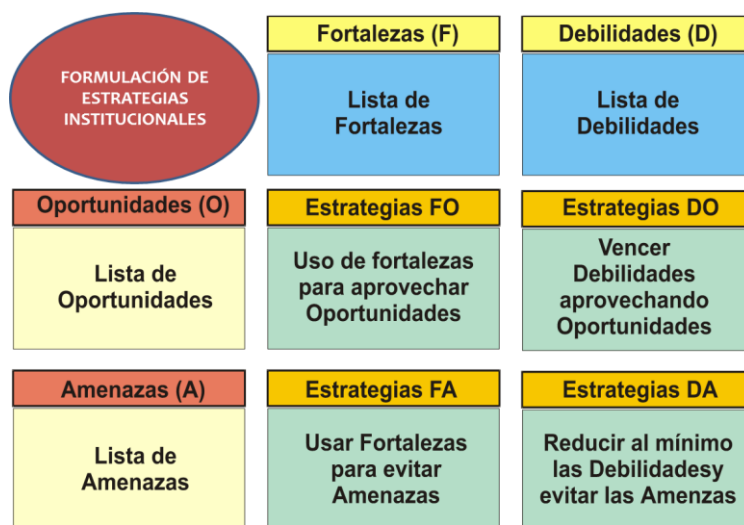 FORMULACIÓN DE
ESTRATEGIAS
INSTITUCIONALES
Fortalezas (F)
Lista de
Fortalezas
Debilidades (D)
Lista de
Debilidades
Oportunidades (O)
Lista de
Oportunidades
Estrategias FO
Uso de fortalezas
para aprovechar
Oportunidades
Estrategias DO
Vencer
Debilidades
aprovechando
Oportunidades
Amenazas (A)
Lista de
Amenazas
Estrategias FA
Usar Fortalezas
para evitar
Amenazas
Estrategias DA
Reducir al mínimo
las Debilidadesy
evitar las Amenzas